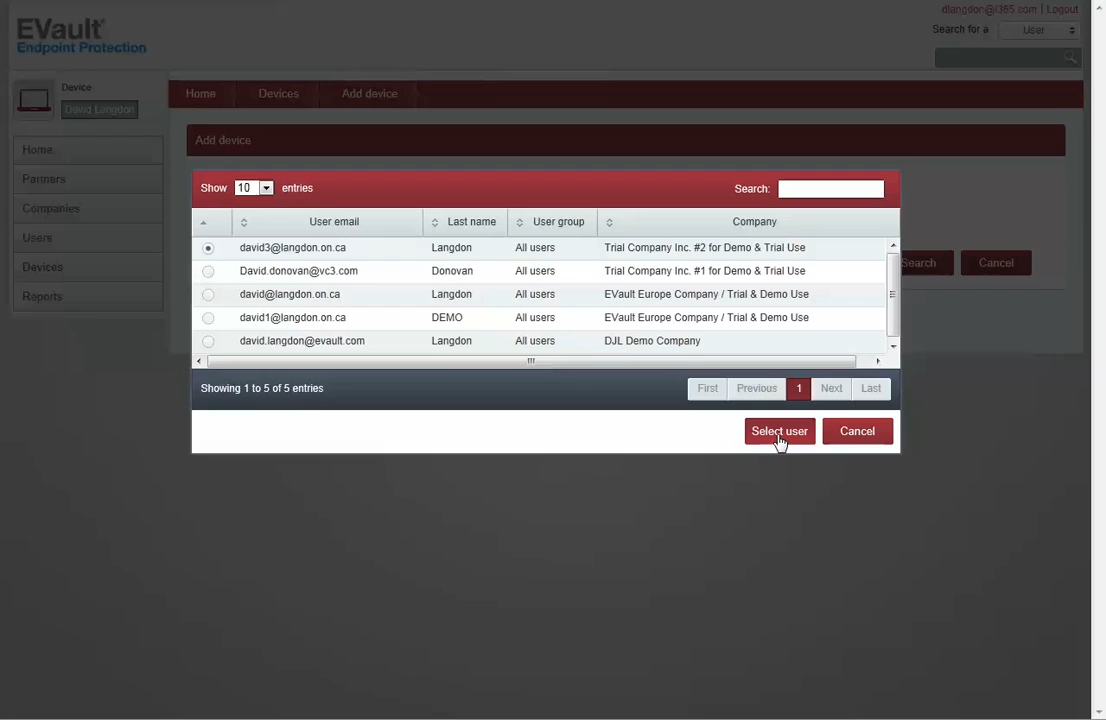 dlangdon@i365.com | Logout
EVault®
Endpoint Protection
Search for a User
Device
David Langdon
Home Devices Add device
Home
Partners
Companies
Users
Devices
Reports
Add device
Show 10 entries Search:
User email Last name User group Company
david3@langdon.on.ca Langdon All users Trial Company Inc. #2 for Demo & Trial Use
David.donovan@vc3.com Donovan All users Trial Company Inc. #1 for Demo & Trial Use
david@langdon.on.ca Langdon All users EVault Europe Company / Trial & Demo Use
david1@langdon.on.ca DEMO All users EVault Europe Company / Trial & Demo Use
david.langdon@evault.com Langdon All users DJL Demo Company
Showing 1 to 5 of 5 entries First Previous 1 Next Last
Select user Cancel
Search Cancel